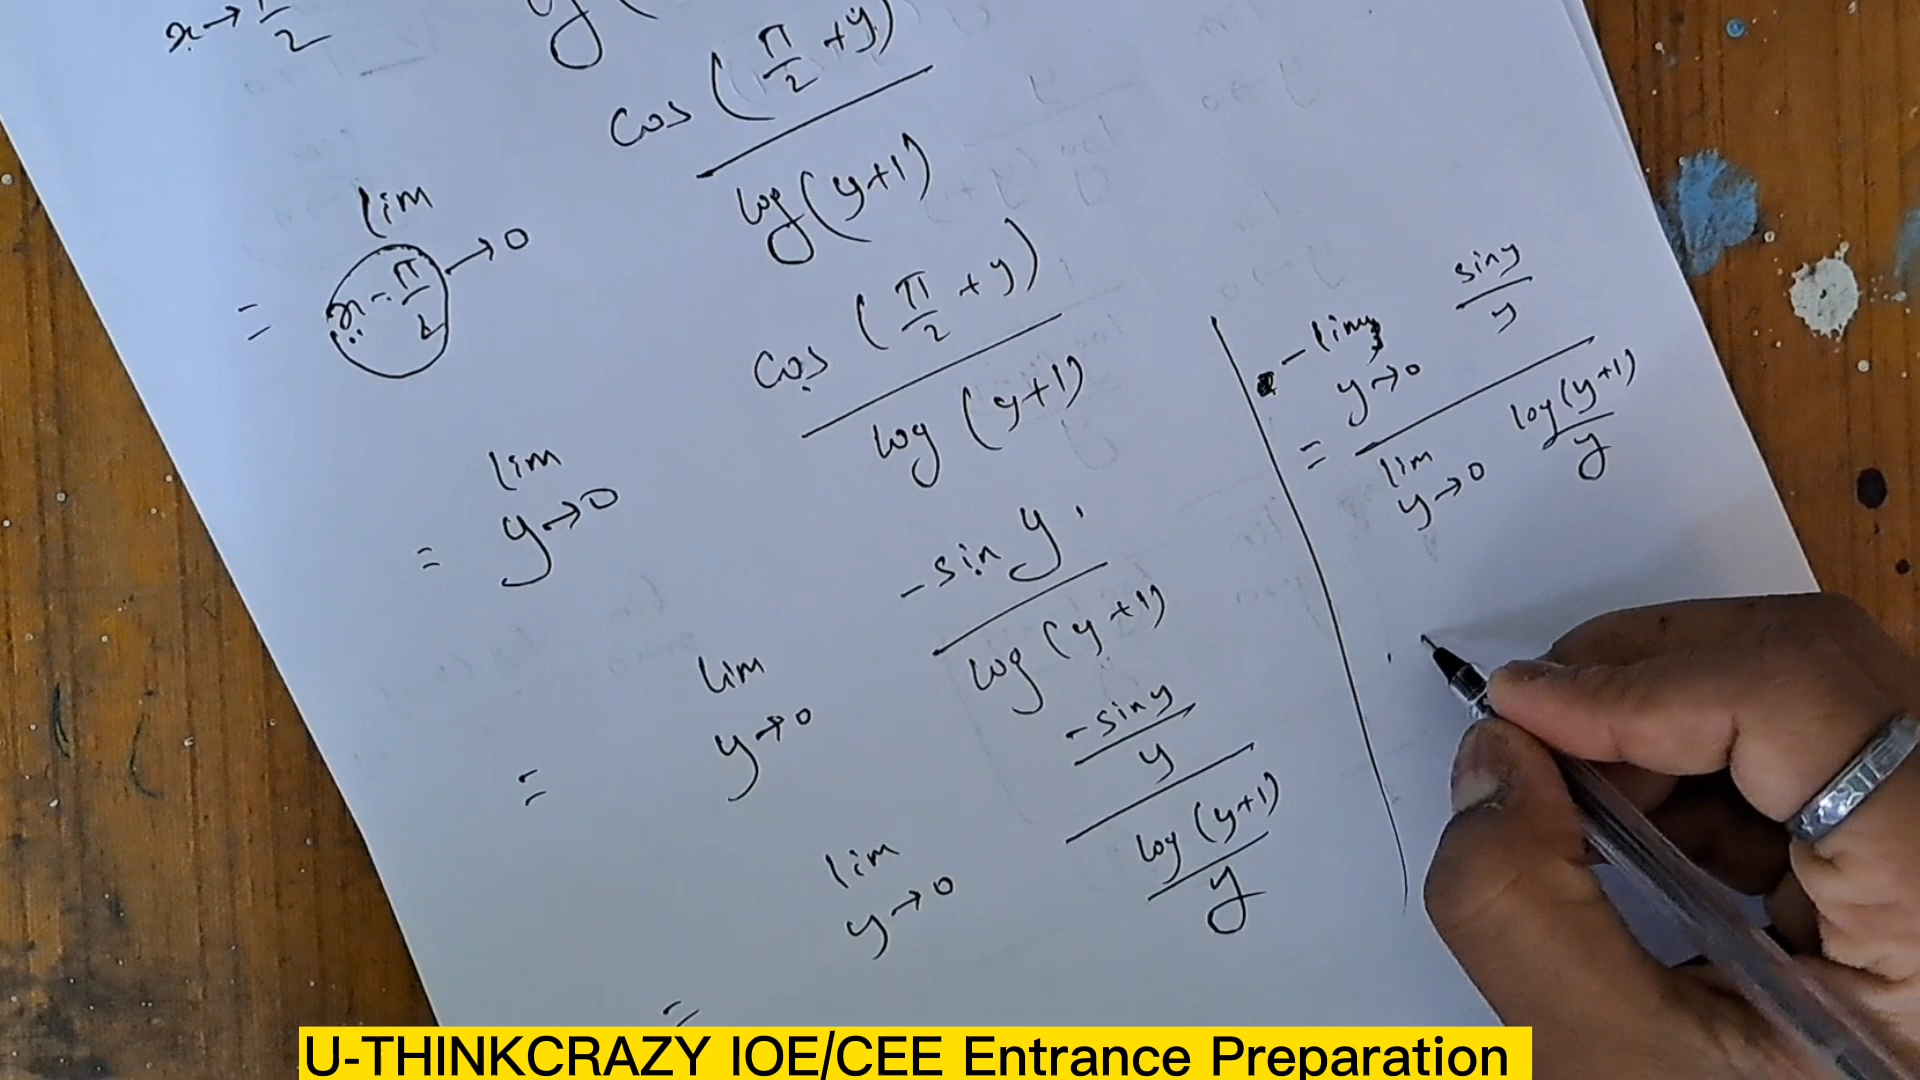 x→π/2
cos(π/2+y)
log(y+1)
= lim x-π/2→0 cos(π/2+y)
log(y+1)
= lim y→0 -sin y
log(y+1)
= lim y→0 -sin y
y
log(y+1)
y
lim y→0
=
-lim y→0 sin y
y
=
lim y→0 log(y+1)
y
U-THINKCRAZY IOE/CEE Entrance Preparation